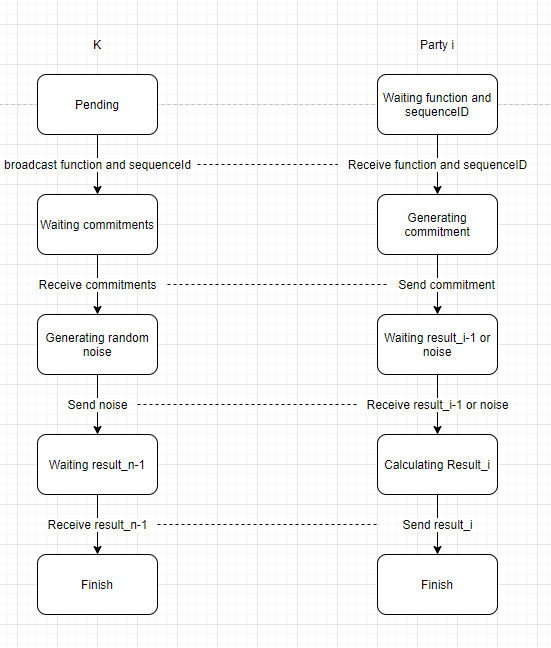 K
Party i
Pending
Waiting function and
sequenceID
broadcast function and sequenceId
Receive function and sequenceID
Waiting commitments
Generating
commitment
Receive commitments
Send commitment
Generating random
noise
Waiting result_i-1 or
noise
Send noise
Receive result_i-1 or noise
Waiting result_n-1
Calculating Result_i
Receive result_n-1
Send result_i
Finish
Finish